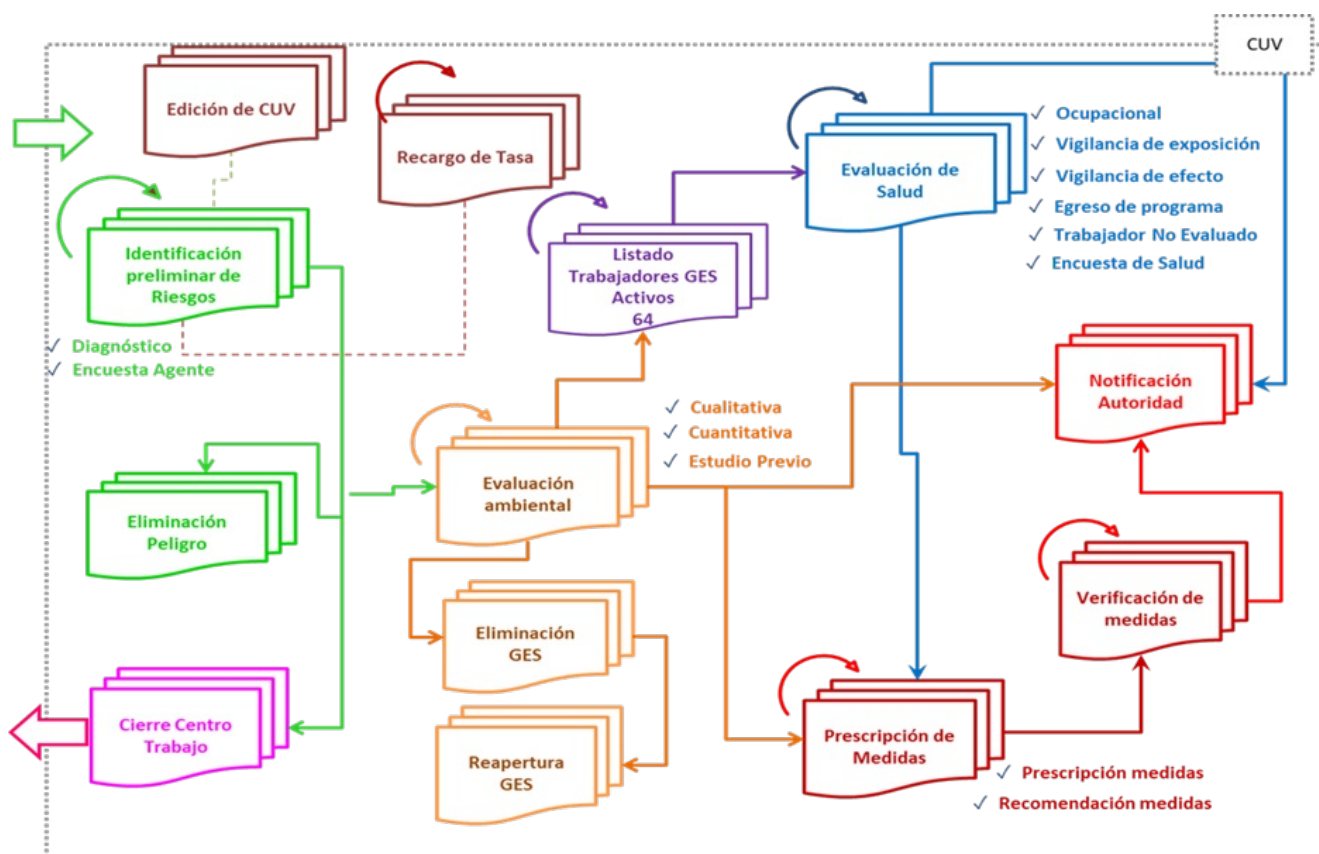 CUV
Edición de CUV
Recargo de Tasa
Evaluación de
Salud
✓ Ocupacional
✓ Vigilancia de exposición
✓ Vigilancia de efecto
✓ Egreso de programa
✓ Trabajador No Evaluado
✓ Encuesta de Salud
Identificación
preliminar de
Riesgos
✓ Diagnóstico
✓ Encuesta Agente
Listado
Trabajadores GES
Activos
64
Notificación
Autoridad
✓ Cualitativa
✓ Cuantitativa
✓ Estudio Previo
Evaluación
ambiental
Eliminación
Peligro
Eliminación
GES
Verificación de
medidas
Cierre Centro
Trabajo
Reapertura
GES
Prescripción de
Medidas
✓ Prescripción medidas
✓ Recomendación medidas